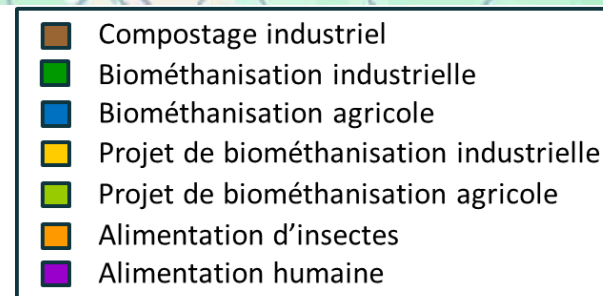 Compostage industriel
Biométhanisation industrielle
Biométhanisation agricole
Projet de biométhanisation industrielle
Projet de biométhanisation agricole
Alimentation d’insectes
Alimentation humaine